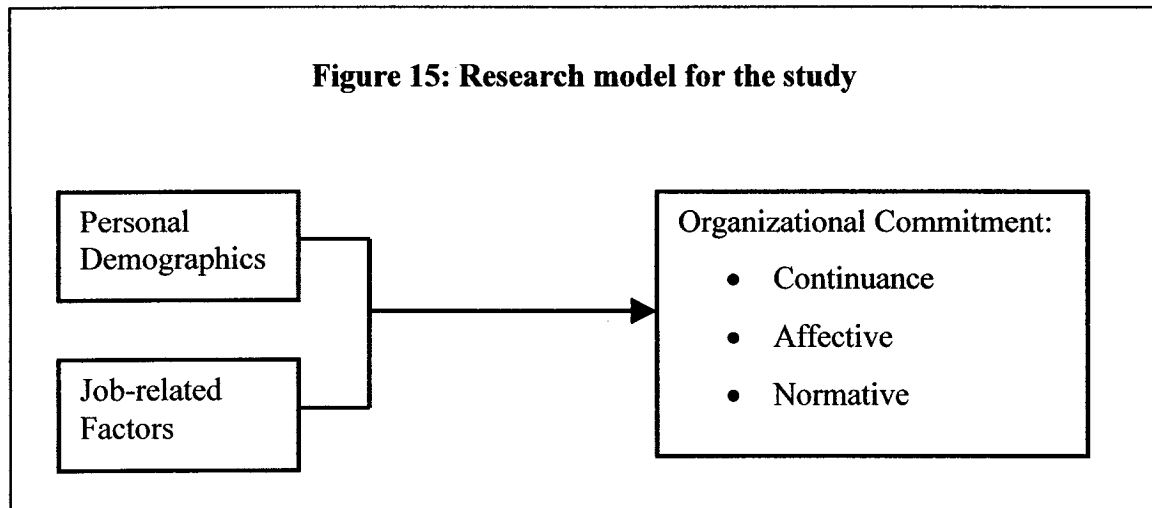 Figure 15: Research model for the study
Personal
Demographics
Job-related
Factors
Organizational Commitment:
• Continuance
• Affective
• Normative